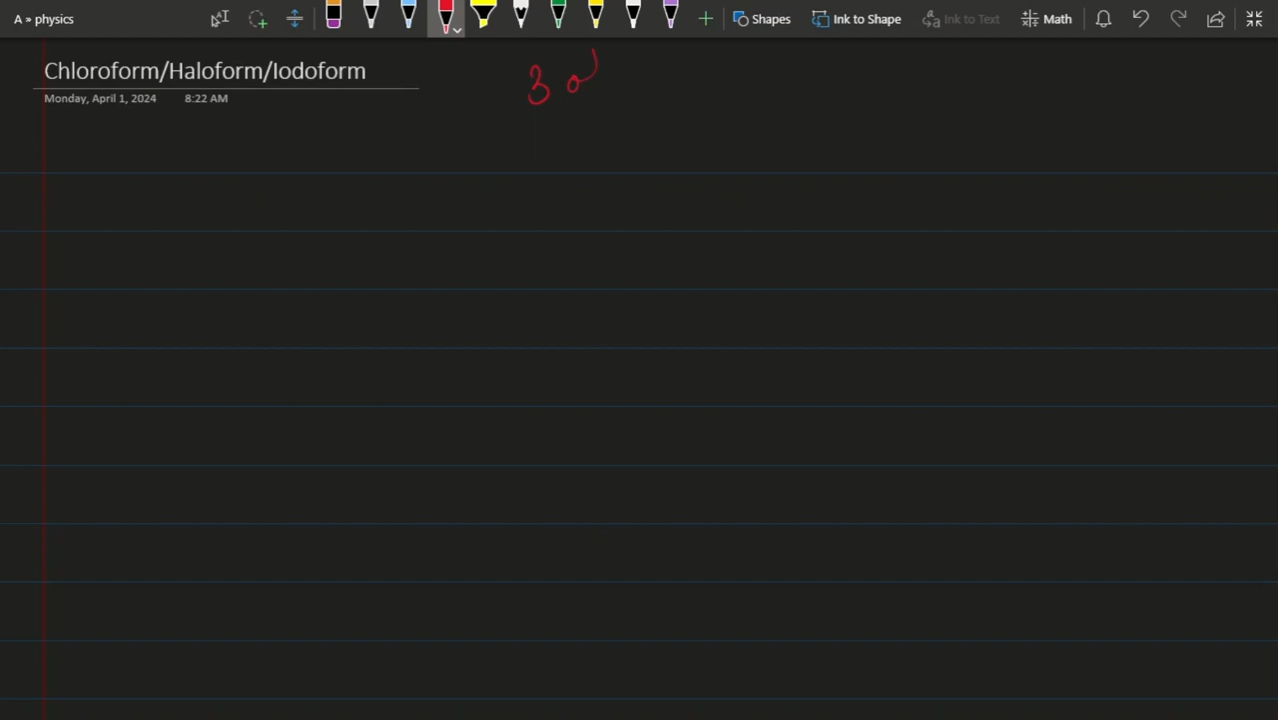 A » physics
Shapes
Ink to Shape
Ink to Text
Math
Chloroform/Haloform/Iodoform
Monday, April 1, 2024 8:22 AM
3